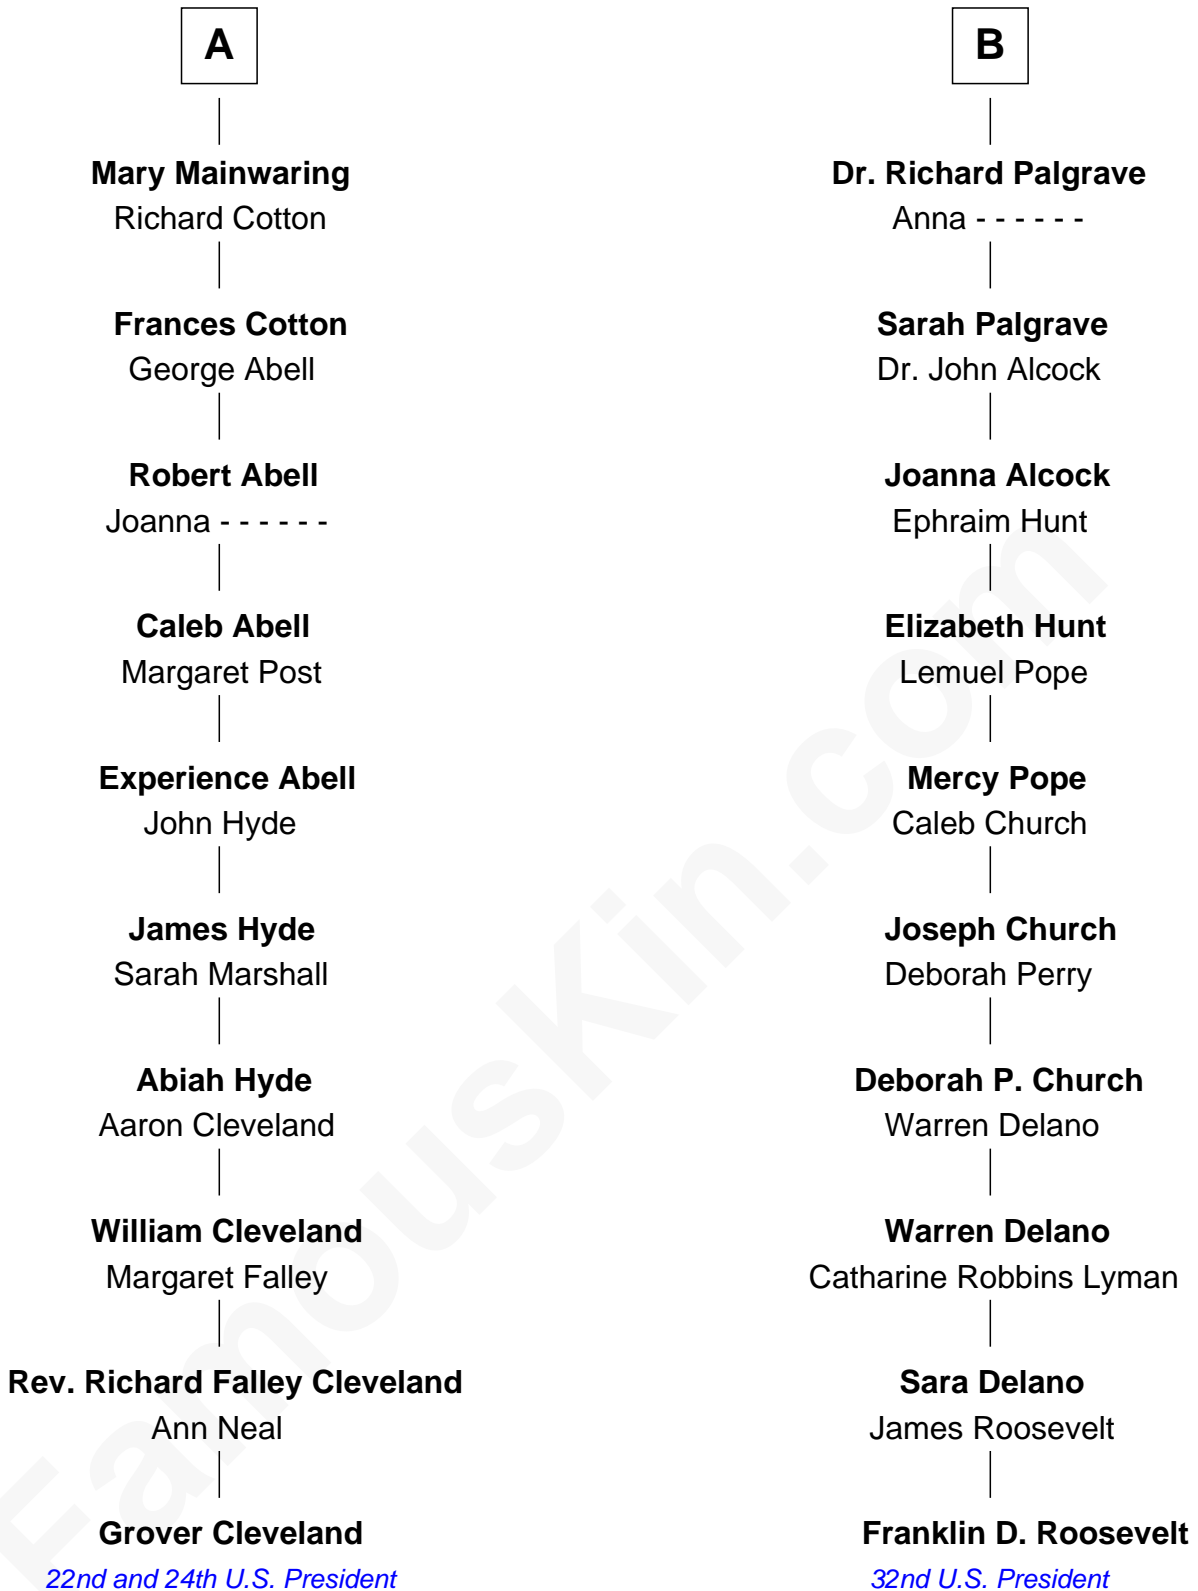 A
Mary Mainwaring
Richard Cotton
Frances Cotton
George Abell
Robert Abell
Joanna - - - - - -
Caleb Abell
Margaret Post
Experience Abell
John Hyde
James Hyde
Sarah Marshall
Abiah Hyde
Aaron Cleveland
William Cleveland
Margaret Falley
Rev. Richard Falley Cleveland
Ann Neal
Grover Cleveland
22nd and 24th U.S. President
B
Dr. Richard Palgrave
Anna - - - - - -
Sarah Palgrave
Dr. John Alcock
Joanna Alcock
Ephraim Hunt
Elizabeth Hunt
Lemuel Pope
Mercy Pope
Caleb Church
Joseph Church
Deborah Perry
Deborah P. Church
Warren Delano
Warren Delano
Catharine Robbins Lyman
Sara Delano
James Roosevelt
Franklin D. Roosevelt
32nd U.S. President
FamousKin.com